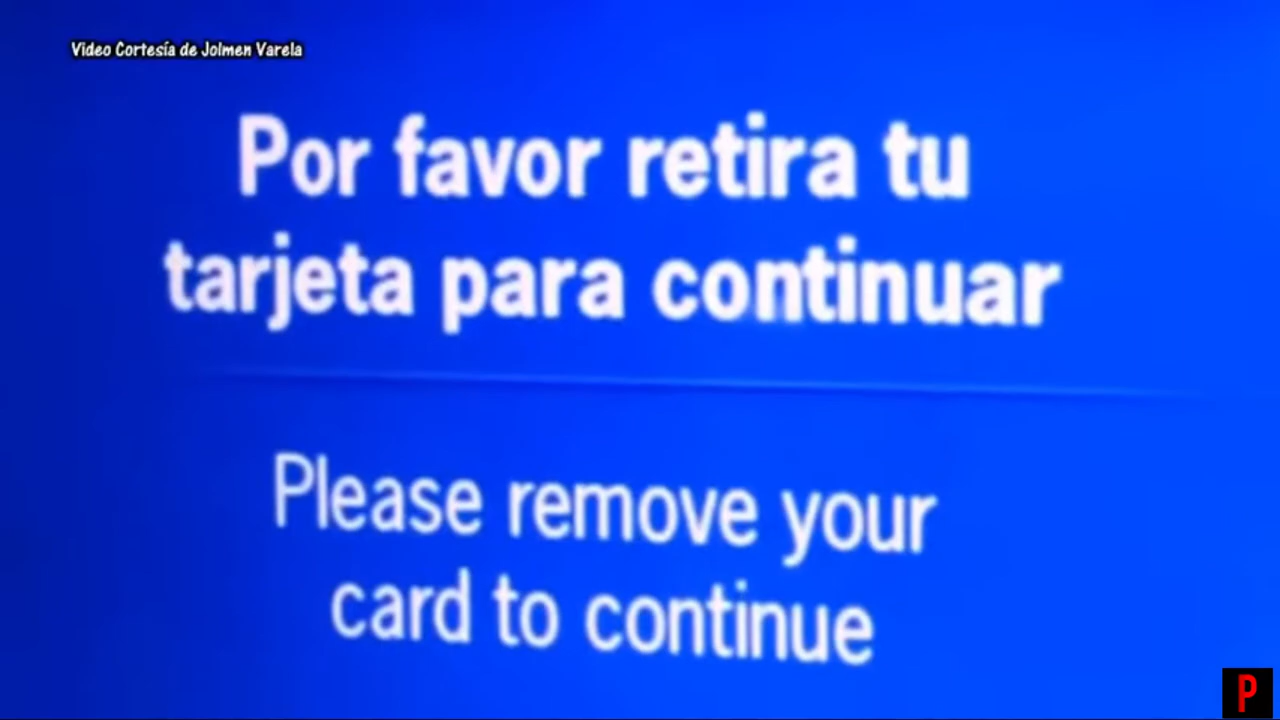 Video Cortesía de Jolmen Varela
Por favor retira tu
tarjeta para continuar
Please remove your
card to continue
P